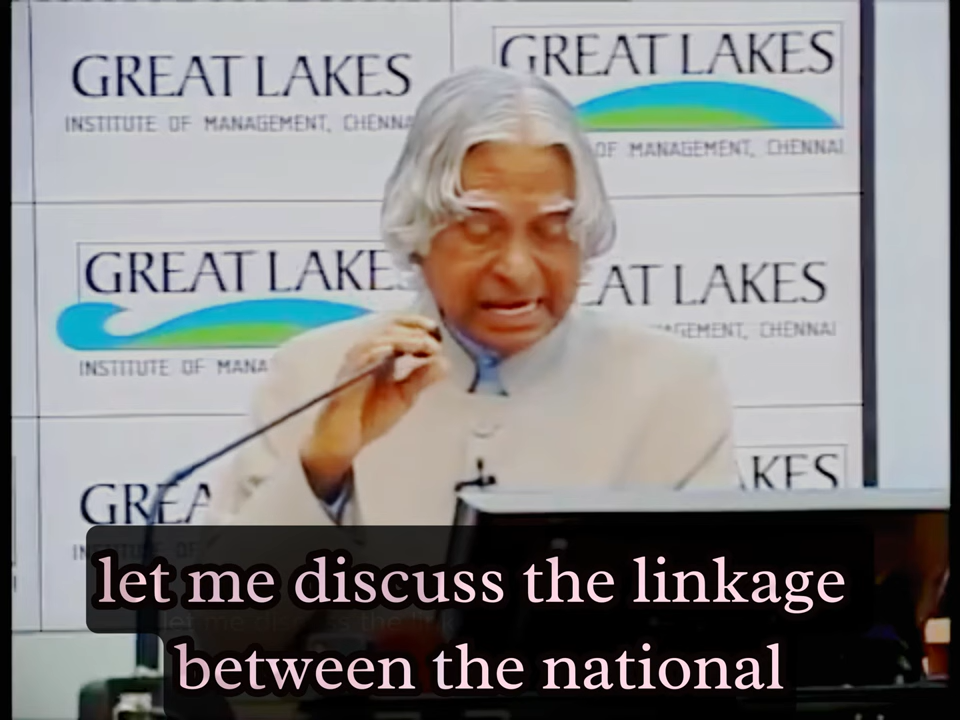 GREAT LAKES
INSTITUTE OF MANAGEMENT, CHENNA
GREAT LAKES
OF MANAGEMENT, CHENNAI
GREAT LAKES
INSTITUTE OF MANA
EAT LAKES
AGEMENT, CHENNAI
GREA
AKES
let me discuss the linkage
between the national